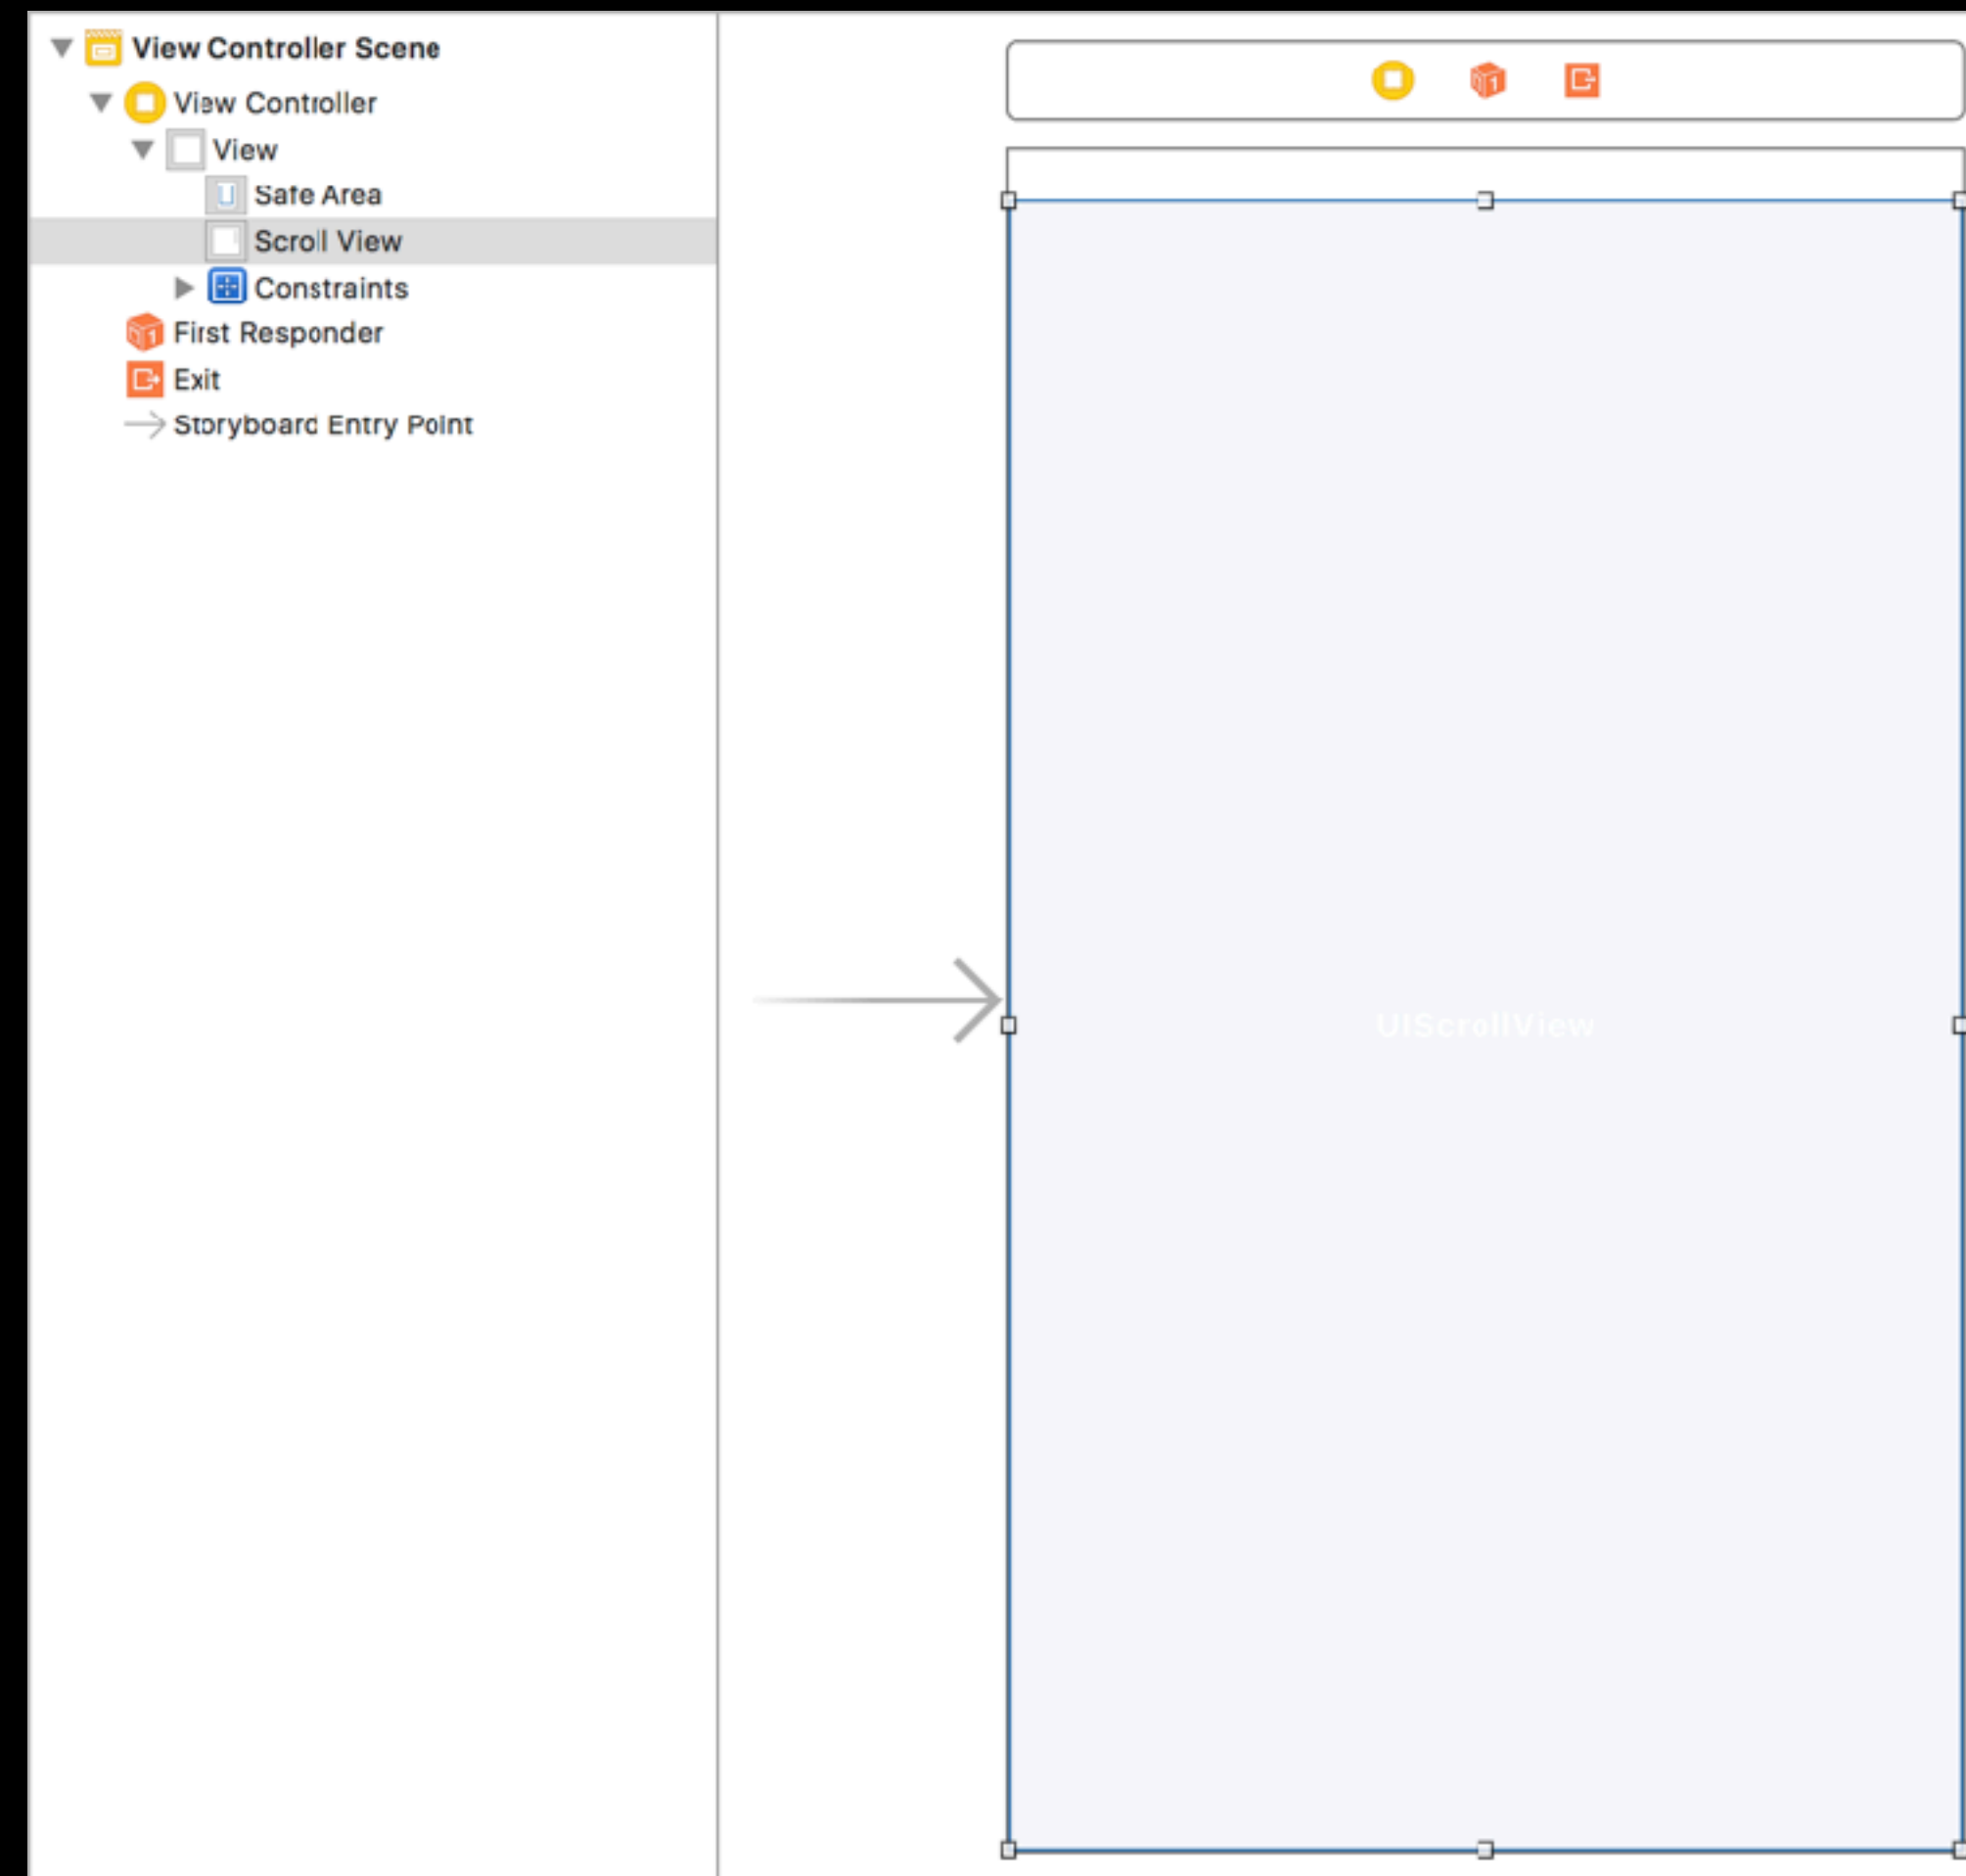 View Controller Scene
View Controller
View
Safe Area
Scroll View
Constraints
First Responder
Exit
Storyboard Entry Point
UIScrollView